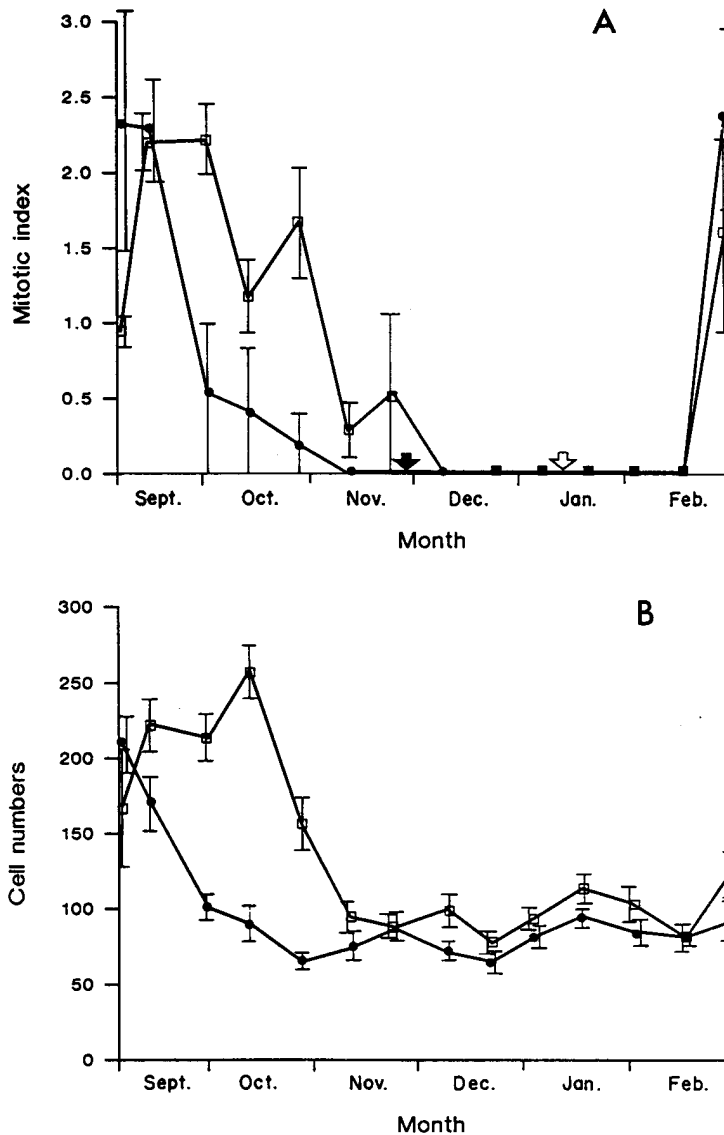 A
3.0
2.5
2.0
1.5
1.0
0.5
0.0
Mitotic index
Sept. Oct. Nov. Dec. Jan. Feb.
Month
B
300
250
200
150
100
50
0
Cell numbers
Sept. Oct. Nov. Dec. Jan. Feb.
Month